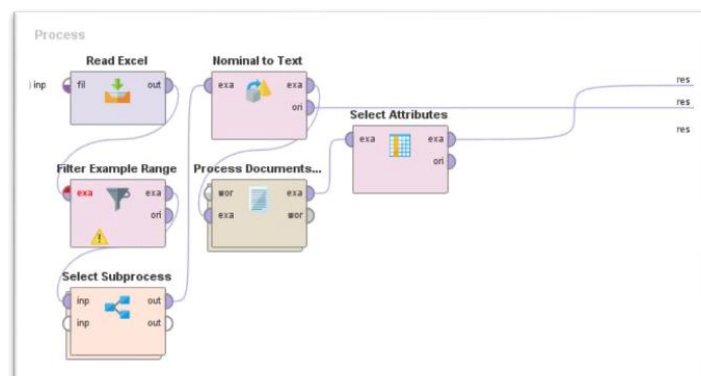 Process
Read Excel
inp
fil
out
Nominal to Text
exa
exa
ori
res
res
res
Select Attributes
exa
exa
ori
Filter Example Range
exa
exa
ori
Process Documents...
wor
exa
exa
wor
Select Subprocess
inp
out
inp
out